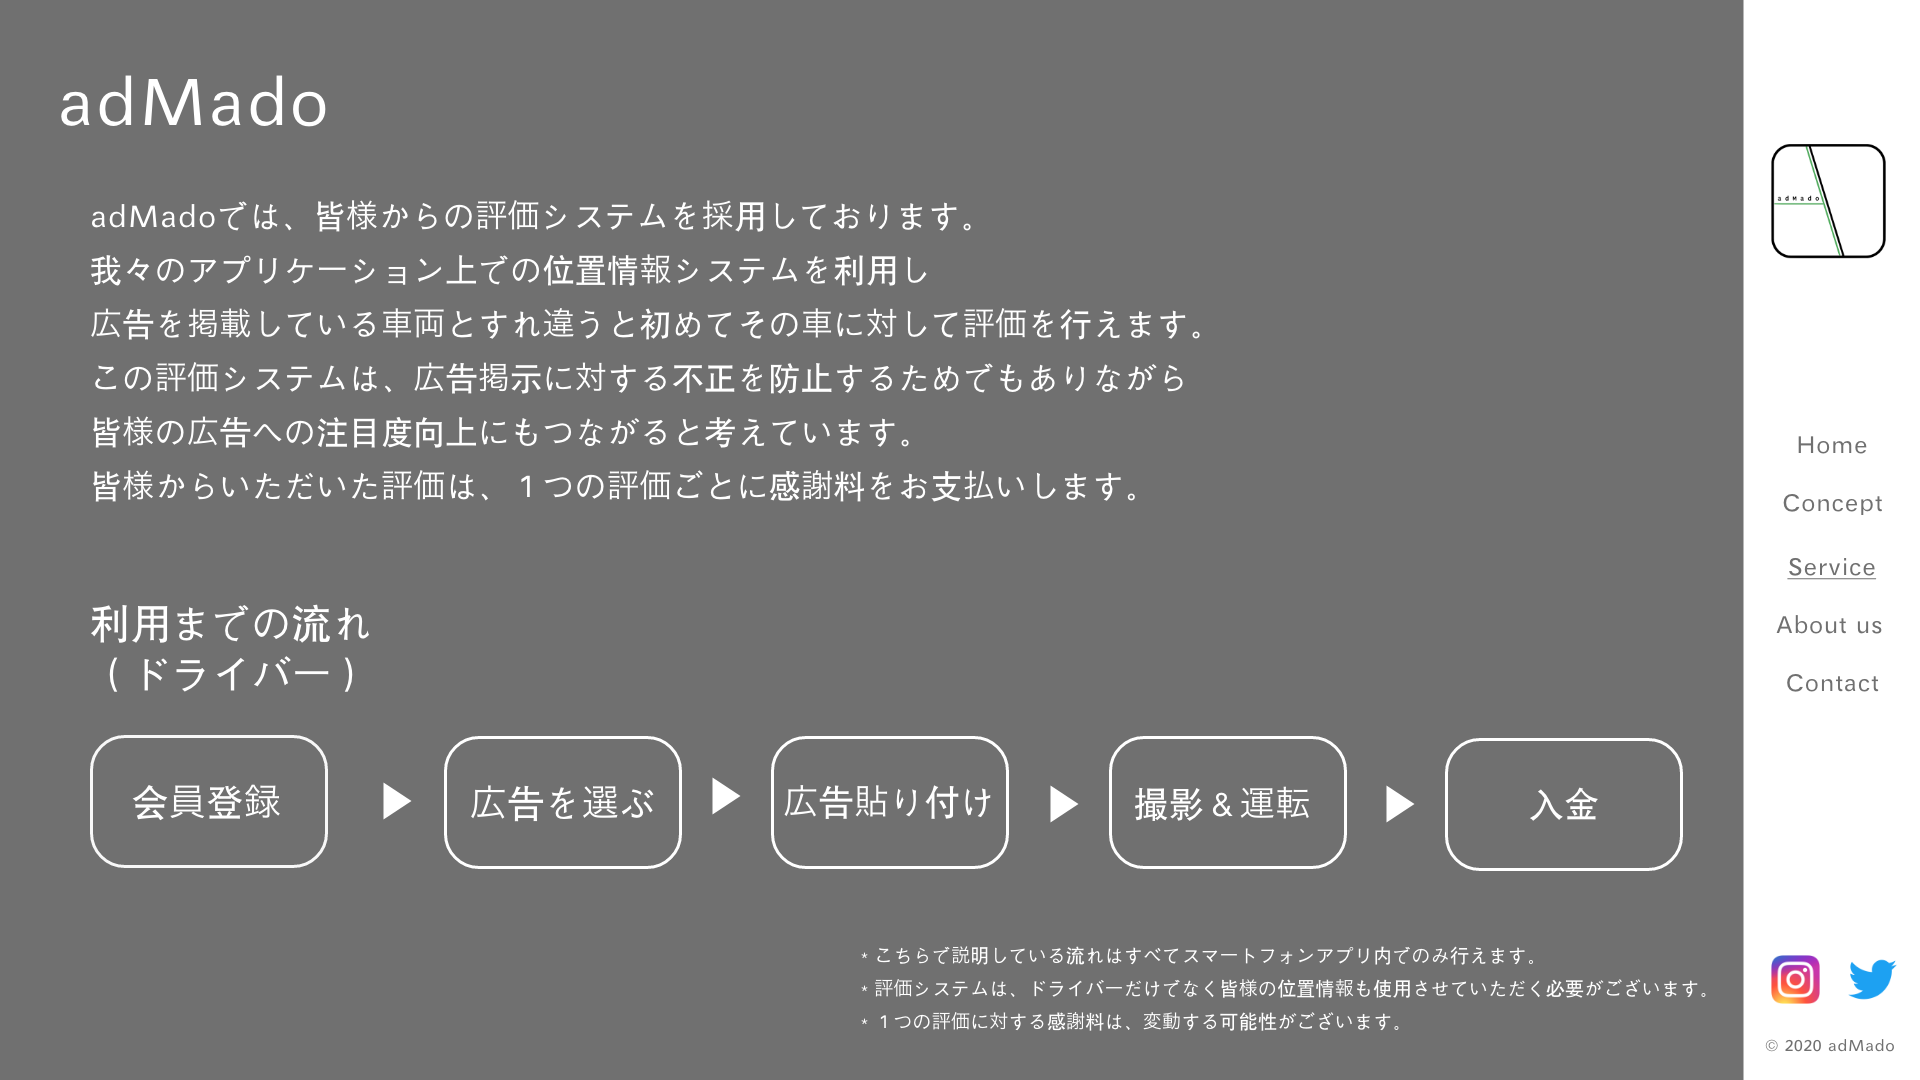 adMado
adMadoでは、皆様からの評価システムを採用しております。
我々のアプリケーション上での位置情報システムを利用し
広告を掲載している車両とすれ違うと初めてその車に対して評価を行えます。
この評価システムは、広告掲示に対する不正を防止するためでもありながら
皆様の広告への注目度向上にもつながると考えています。
皆様からいただいた評価は、１つの評価ごとに感謝料をお支払いします。
利用までの流れ
（ドライバー）
会員登録
広告を選ぶ
広告貼り付け
撮影＆運転
入金
* こちらで説明している流れはすべてスマートフォンアプリ内でのみ行えます。
* 評価システムは、ドライバーだけでなく皆様の位置情報も使用させていただく必要がございます。
* １つの評価に対する感謝料は、変動する可能性がございます。
adMado
Home
Concept
Service
About us
Contact
© 2020 adMado